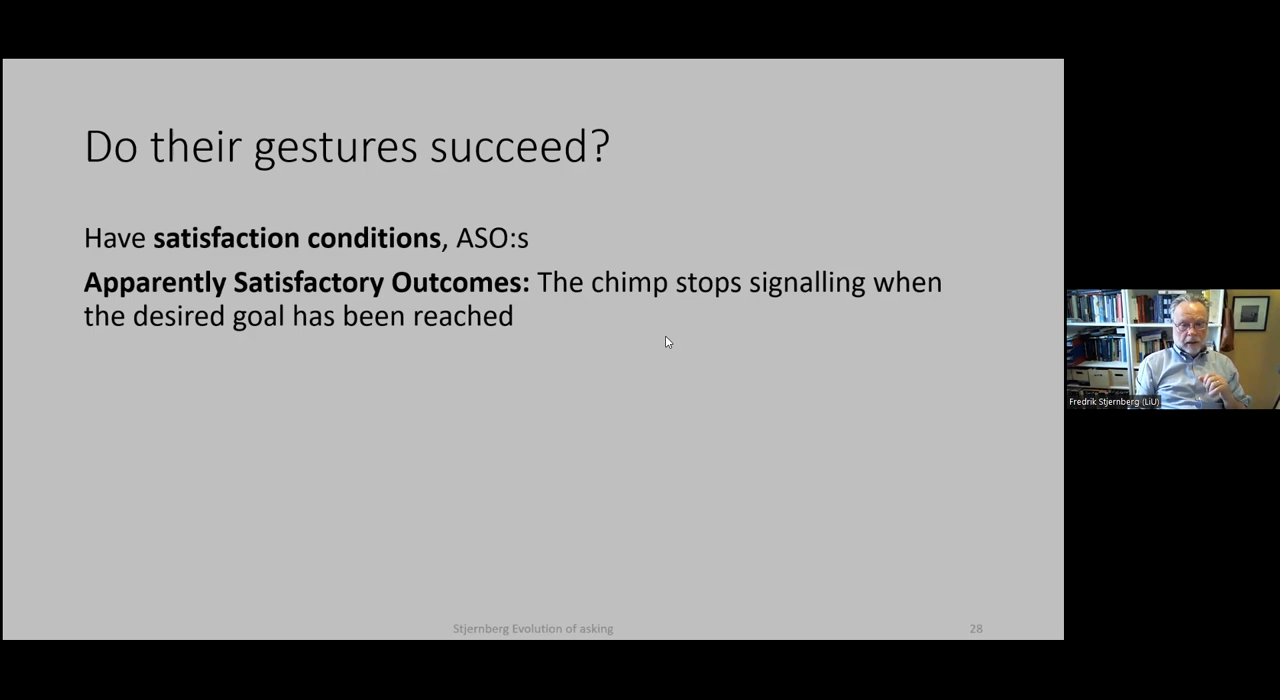 Do their gestures succeed?
Have satisfaction conditions, ASO:s
Apparently Satisfactory Outcomes: The chimp stops signalling when
the desired goal has been reached
Fredrik Stjernberg (LiU)
Stjernberg Evolution of asking
28